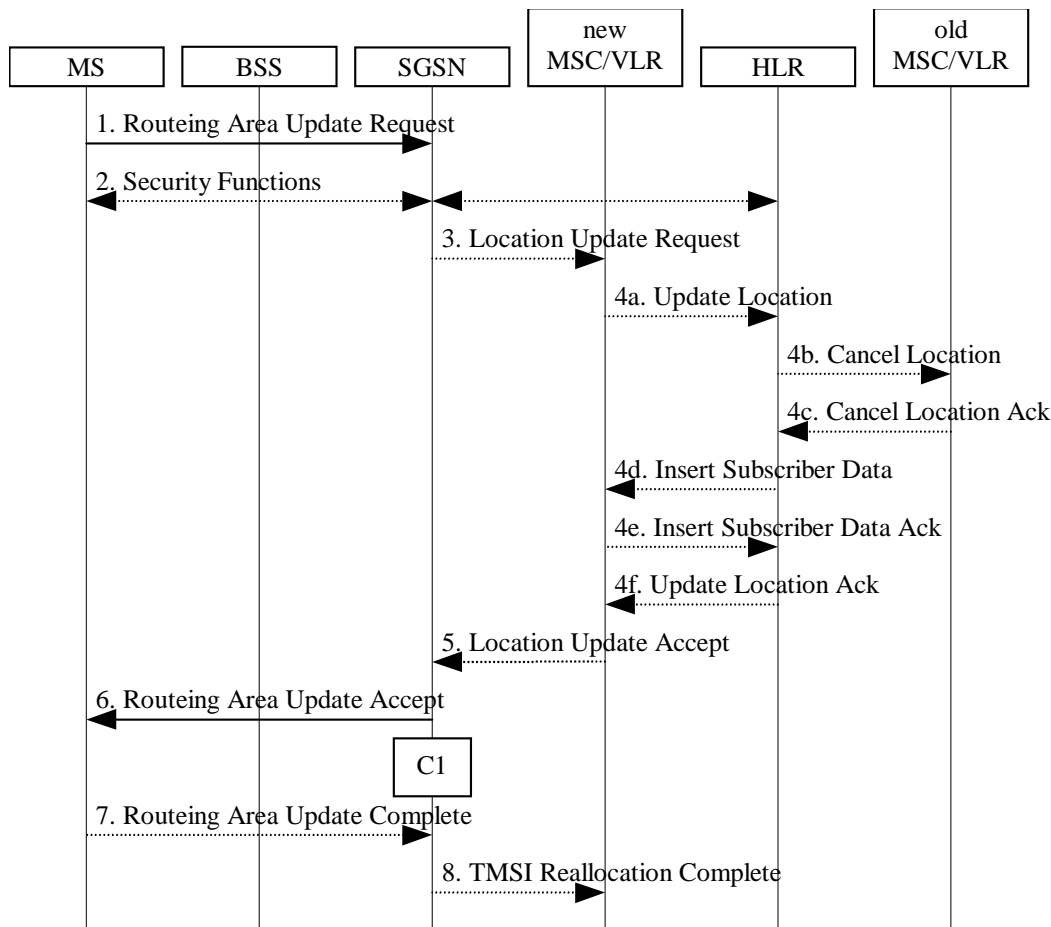 MS
BSS
SGSN
new
MSC/VLR
HLR
old
MSC/VLR
1. Routeing Area Update Request
2. Security Functions
3. Location Update Request
4a. Update Location
4b. Cancel Location
4c. Cancel Location Ack
4d. Insert Subscriber Data
4e. Insert Subscriber Data Ack
4f. Update Location Ack
5. Location Update Accept
6. Routeing Area Update Accept
C1
7. Routeing Area Update Complete
8. TMSI Reallocation Complete